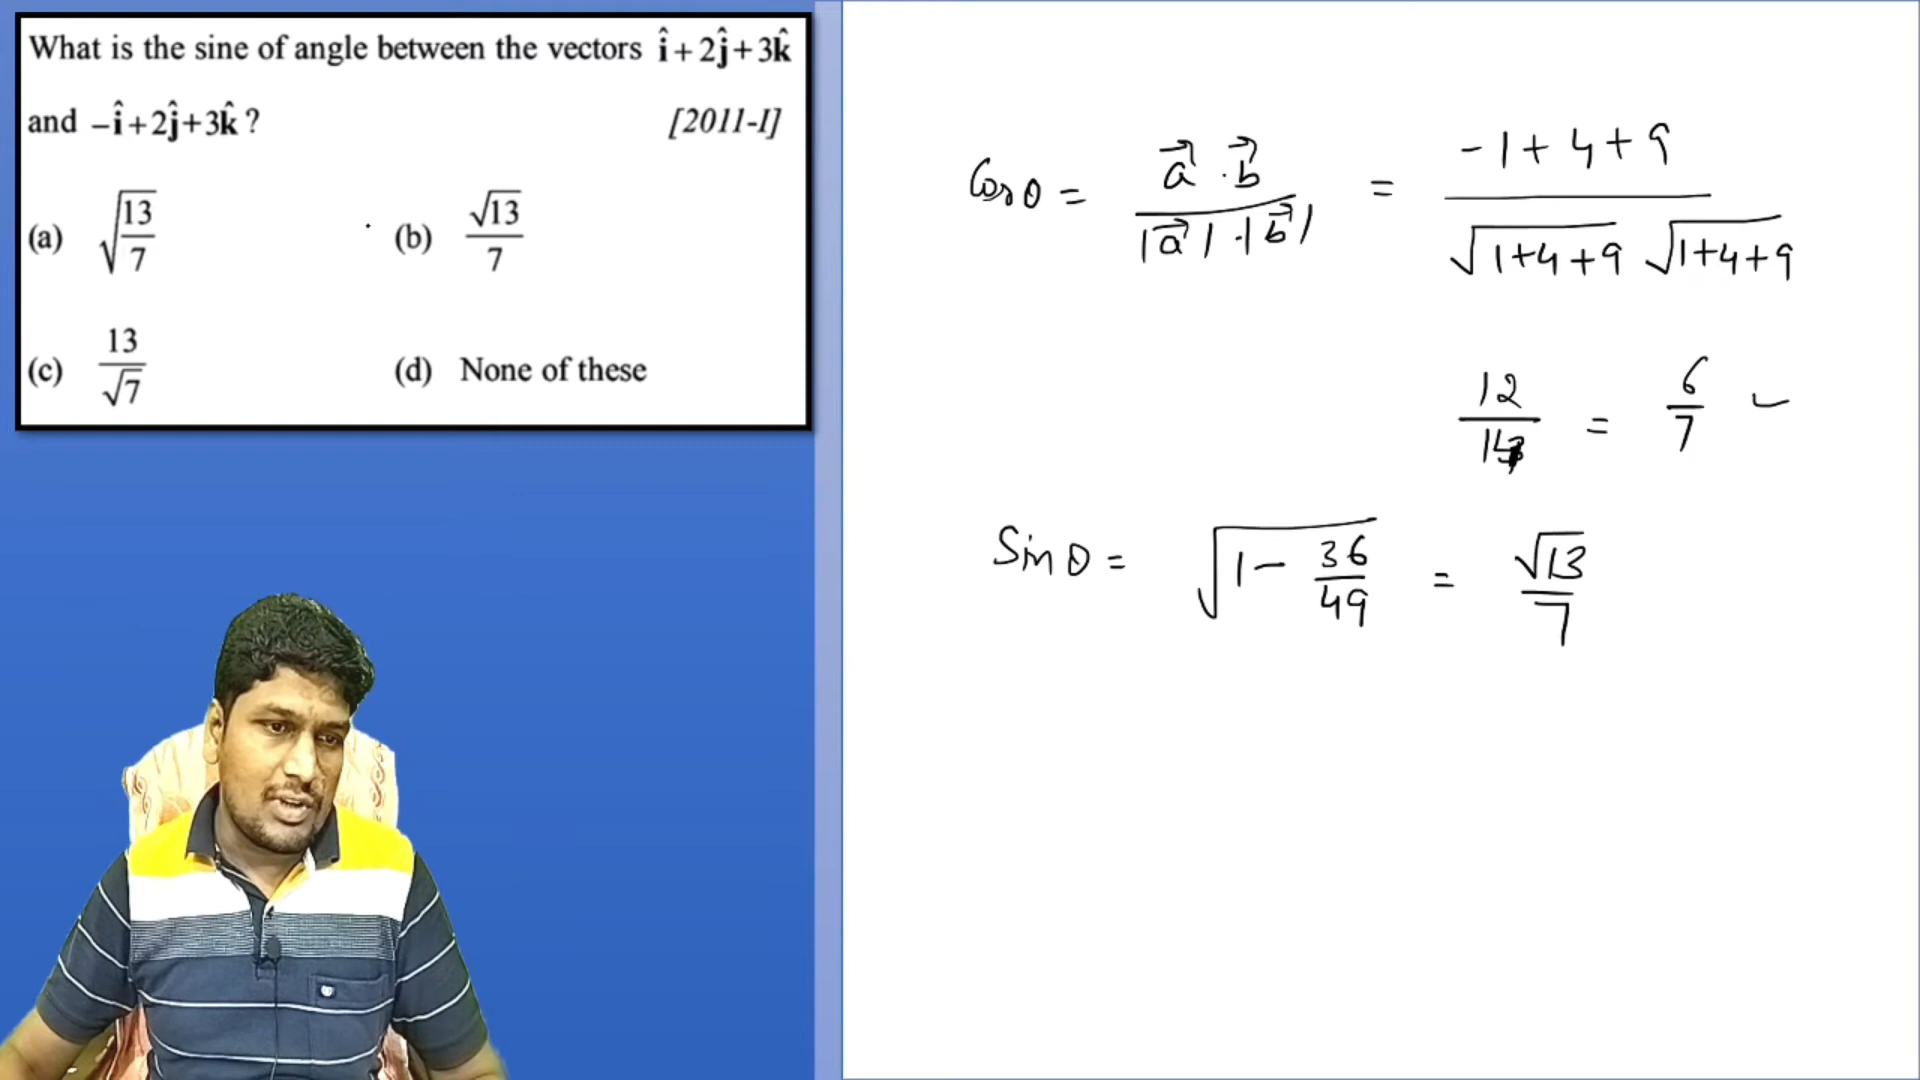 What is the sine of angle between the vectors î + 2ĵ + 3k̂
and −î + 2ĵ + 3k̂ ? [2011-I]
(a) √(13/7) (b) √13/7
(c) 13/√7 (d) None of these
Cos θ = (a⃗ · b⃗)/(|a⃗| · |b⃗|) = (-1 + 4 + 9)/(√(1+4+9) √(1+4+9))
12/14 = 6/7
Sin θ = √(1 − 36/49) = √13/7